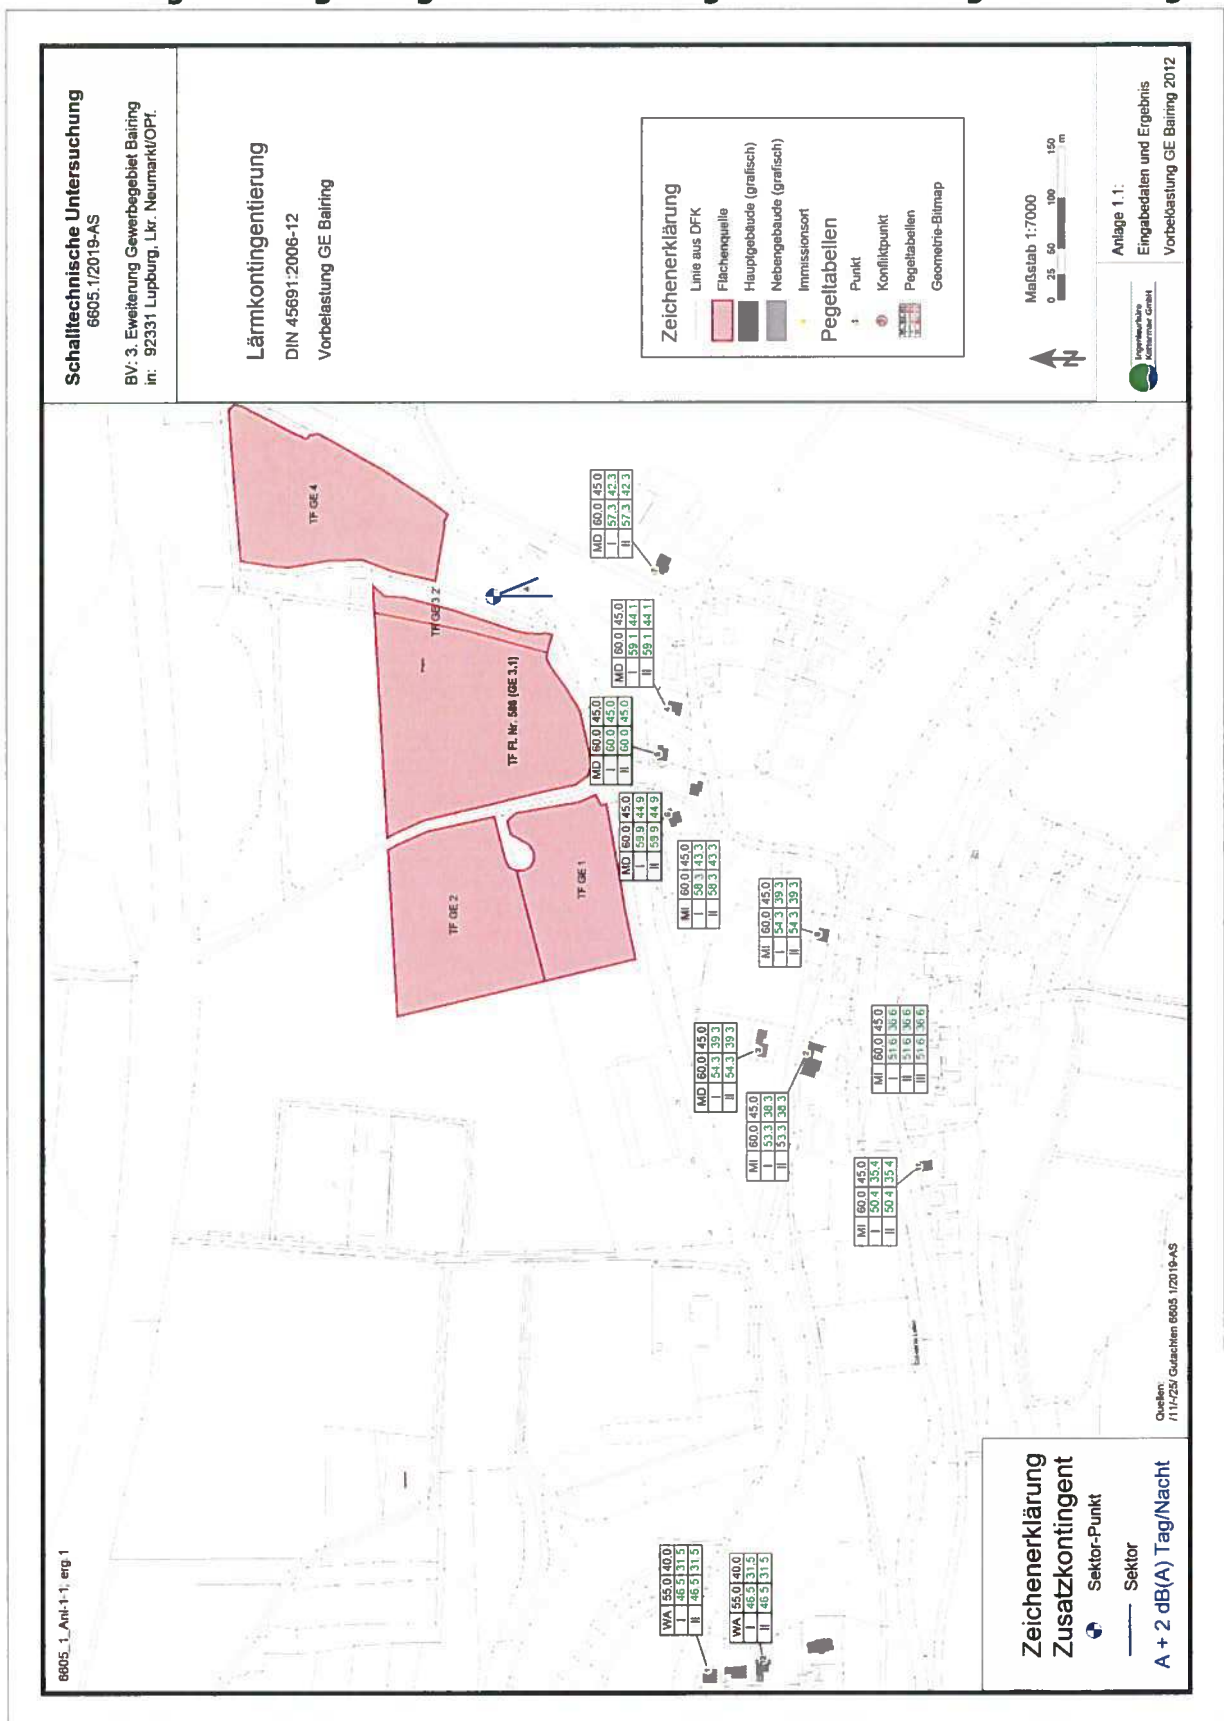 Schalltechnische Untersuchung
6605.1/2019-AS
BV: 3. Eweiterung Gewerbegebiet Bairing
in: 92331 Lupburg, Lkr. Neumarkt/OPf.
Lärmkontingentierung
DIN 45691:2006-12
Vorbelastung GE Bairing
Zeichenerklärung
Linie aus DFK
Flächenquelle
Hauptgebäude (grafisch)
Nebengebäude (grafisch)
Immissionsort
Pegeltabellen
Punkt
Konfliktpunkt
Pegeltabellen
Geometrie-Bitmap
Maßstab 1:7000
0 25 50 100 150
m
N
Ingenieurbüro
Kottermair GmbH
Anlage 1.1:
Eingabedaten und Ergebnis
Vorbelastung GE Bairing 2012
6605_1_Anl-1-1; erg.1
TF GE 4
TF GE 3.2
TF Fl. Nr. 586 (GE 3.1)
TF GE 2
TF GE 1
A
MD 60,0 45,0
I 57.3 42.3
II 57.3 42.3
MD 60,0 45,0
I 59.1 44.1
II 59.1 44.1
MD 60,0 45,0
I 60.0 45.0
II 60.0 45.0
MD 60,0 45,0
I 59.9 44.9
II 59.9 44.9
MI 60,0 45,0
I 58.3 43.3
II 58.3 43.3
MI 60,0 45,0
I 54.3 39.3
II 54.3 39.3
MD 60,0 45,0
I 54.3 39.3
II 54.3 39.3
MI 60,0 45,0
I 53.3 38.3
II 53.3 38.3
MI 60,0 45,0
I 51.6 36.6
II 51.6 36.6
III 51.6 36.6
MI 60,0 45,0
I 50.4 35.4
II 50.4 35.4
WA 55,0 40,0
I 46.5 31.5
II 46.5 31.5
WA 55,0 40,0
I 46.5 31.5
II 46.5 31.5
Quellen:
/11/-/25/ Gutachten 6605.1/2019-AS
Zeichenerklärung
Zusatzkontingent
Sektor-Punkt
Sektor
A + 2 dB(A) Tag/Nacht